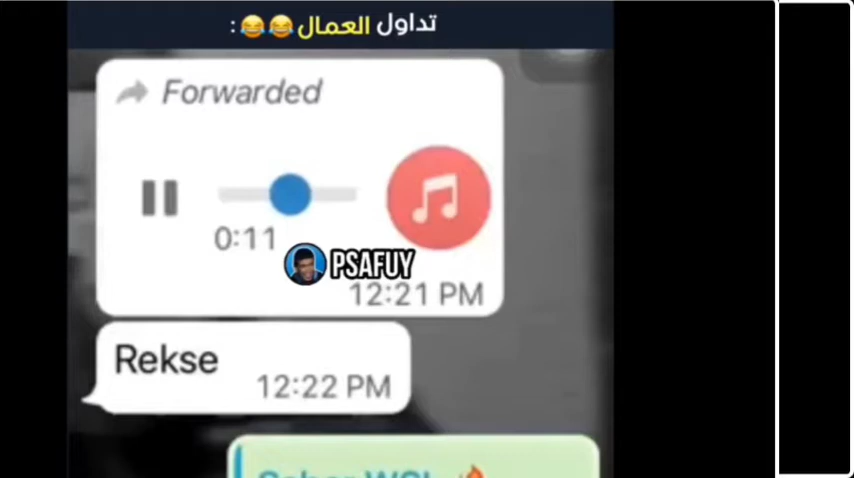 تداول العمال😂😂 :
Forwarded
0:11
PSAFUY
12:21 PM
Rekse
12:22 PM